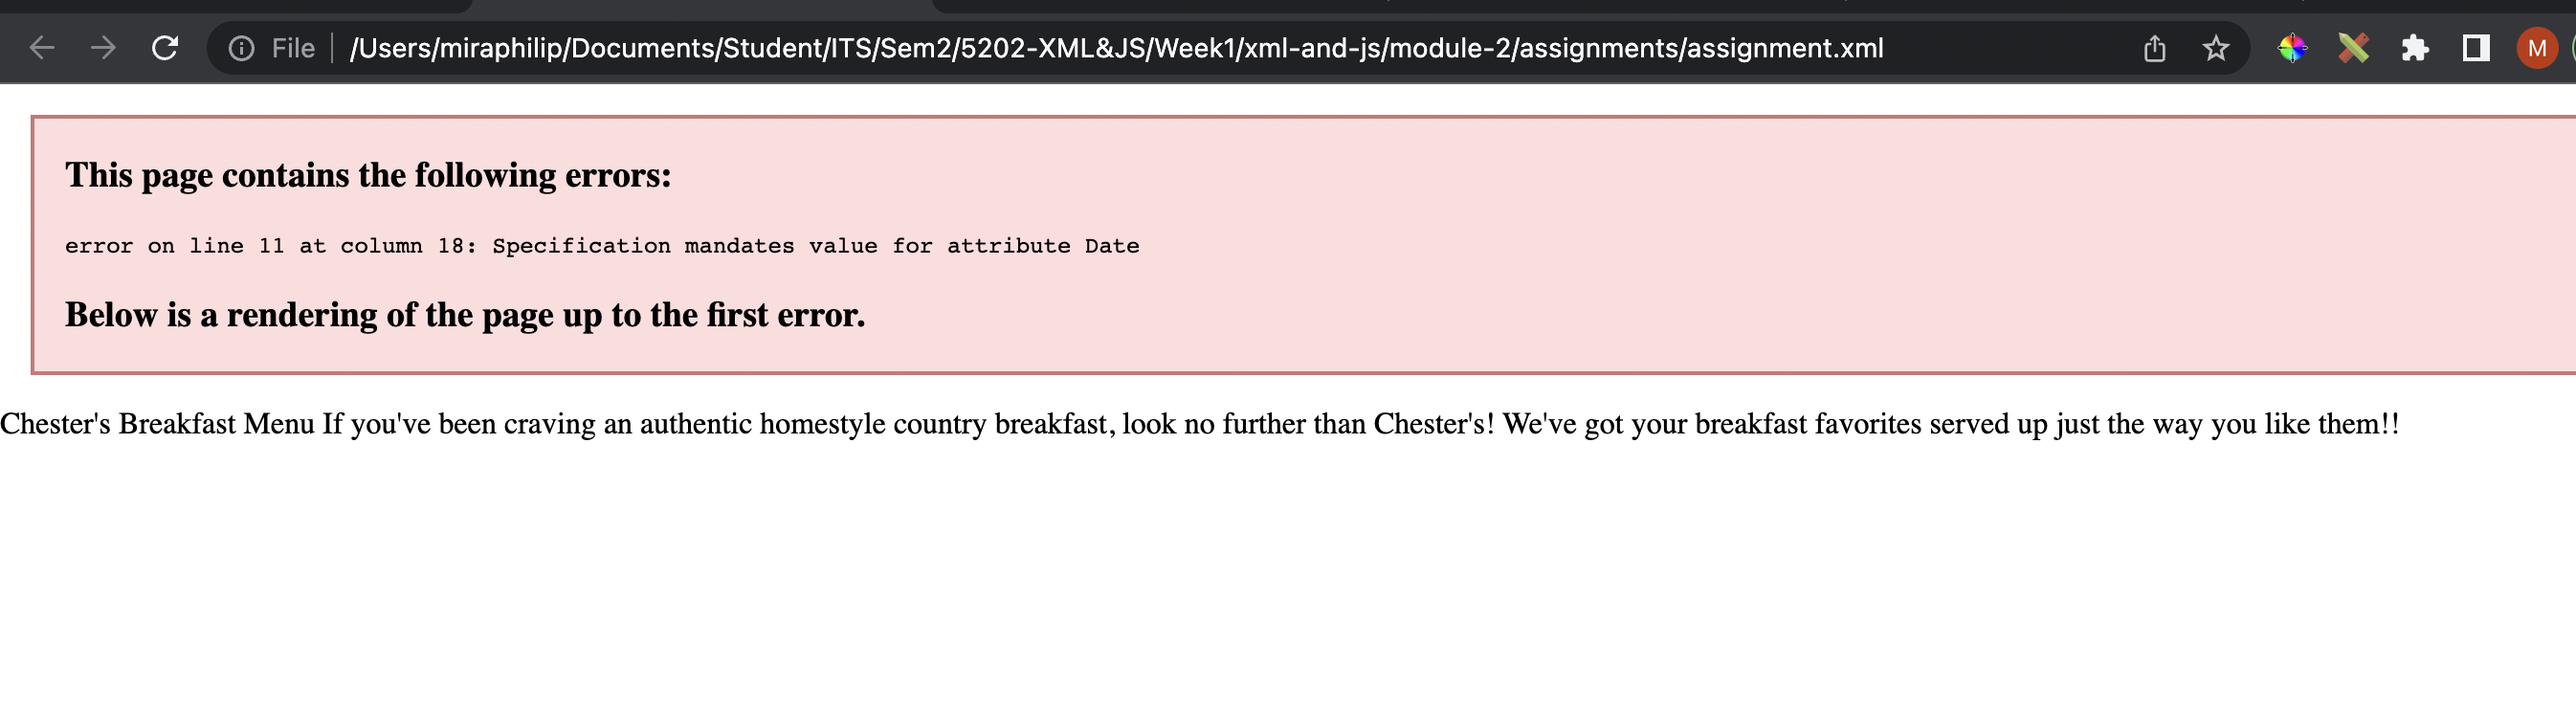 File /Users/miraphilip/Documents/Student/ITS/Sem2/5202-XML&JS/Week1/xml-and-js/module-2/assignments/assignment.xml M
This page contains the following errors:
error on line 11 at column 18: Specification mandates value for attribute Date
Below is a rendering of the page up to the first error.
Chester's Breakfast Menu If you've been craving an authentic homestyle country breakfast, look no further than Chester's! We've got your breakfast favorites served up just the way you like them!!